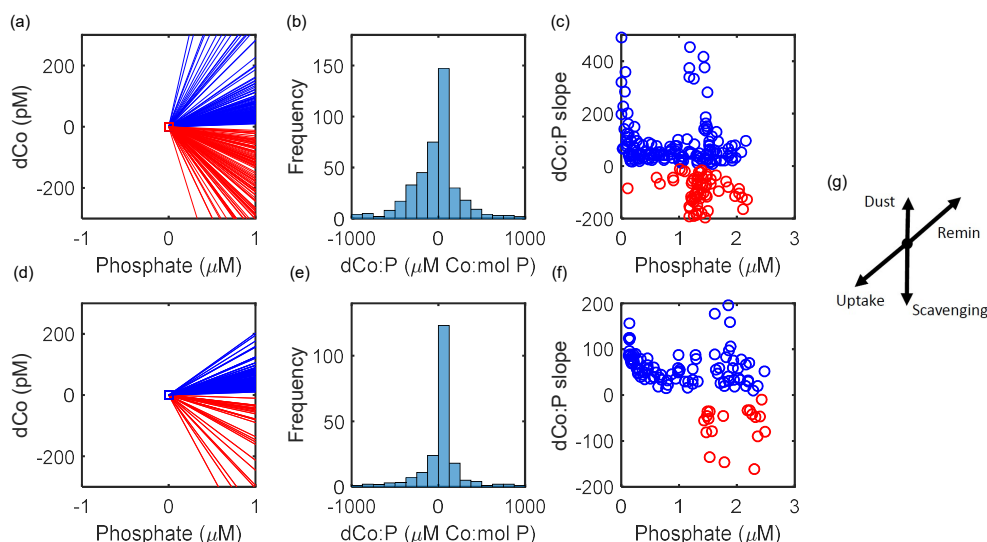 (a)
dCo (pM)
200
0
-200
-1
0
1
Phosphate (μM)
(b)
Frequency
150
100
50
0
-1000
0
1000
dCo:P (μM Co:mol P)
(c)
dCo:P slope
400
200
0
-200
0
1
2
3
Phosphate (μM)
(d)
dCo (pM)
200
0
-200
-1
0
1
Phosphate (μM)
(e)
Frequency
100
50
0
-1000
0
1000
dCo:P (μM Co:mol P)
(f)
dCo:P slope
200
100
0
-100
-200
0
1
2
3
Phosphate (μM)
(g)
Dust
Remin
Uptake
Scavenging